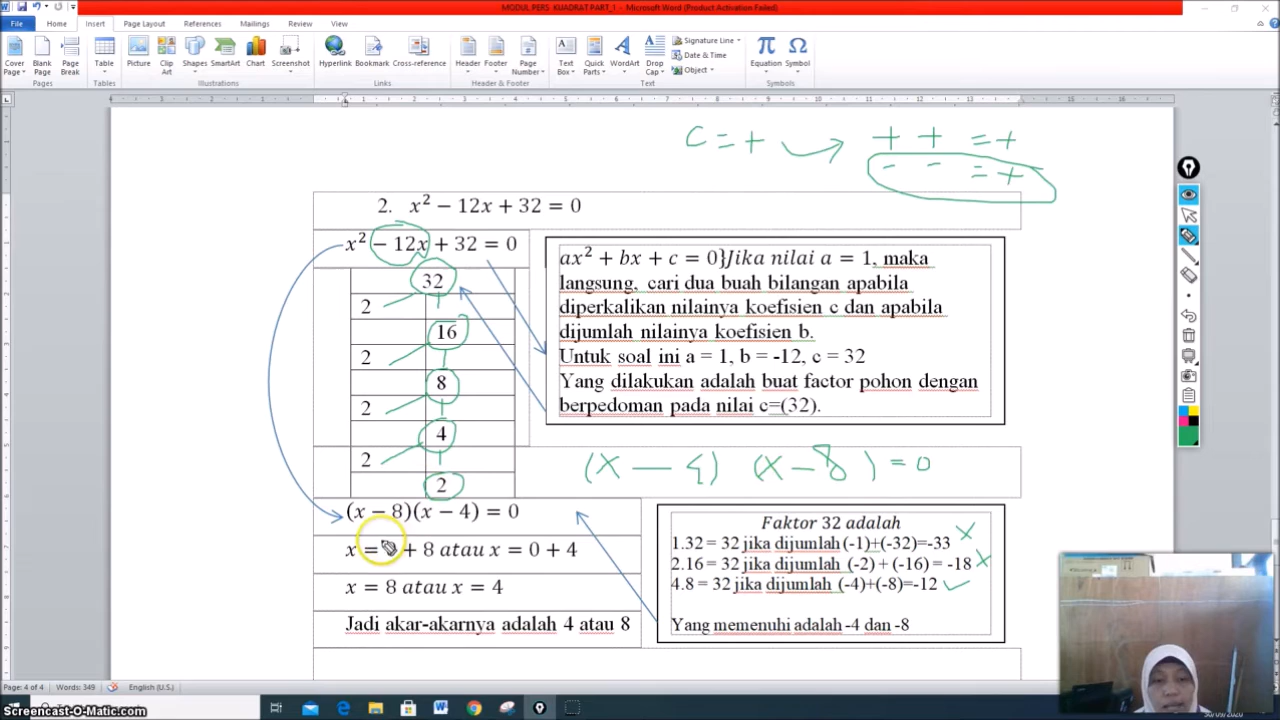 MODUL PERS KUADRAT PART_1 - Microsoft Word (Product Activation Failed)
File Home Insert Page Layout References Mailings Review View
Cover Page Blank Page Page Break Table Picture Clip Art Shapes SmartArt Chart Screenshot Hyperlink Bookmark Cross-reference Header Footer Page Number Text Box Quick Parts WordArt Drop Cap Signature Line Date & Time Object Equation Symbol
Pages Tables Illustrations Links Header & Footer Text Symbols
C = + + + = +
- - = +
2. x² − 12x + 32 = 0
x² − 12x + 32 = 0
32
2
16
2
8
2
4
2
2
ax² + bx + c = 0}Jika nilai a = 1, maka
langsung, cari dua buah bilangan apabila
diperkalikan nilainya koefisien c dan apabila
dijumlah nilainya koefisien b.
Untuk soal ini a = 1, b = -12, c = 32
Yang dilakukan adalah buat factor pohon dengan
berpedoman pada nilai c=(32).
(x − 4) (x − 8) = 0
(x − 8)(x − 4) = 0
x = + 8 atau x = 0 + 4
x = 8 atau x = 4
Jadi akar-akarnya adalah 4 atau 8
Faktor 32 adalah
1.32 = 32 jika dijumlah (-1)+(-32)=-33
2.16 = 32 jika dijumlah (-2) + (-16) = -18
4.8 = 32 jika dijumlah (-4)+(-8)=-12
Yang memenuhi adalah -4 dan -8
Page: 4 of 4 Words: 349 English (U.S.)
Screencast-O-Matic.com